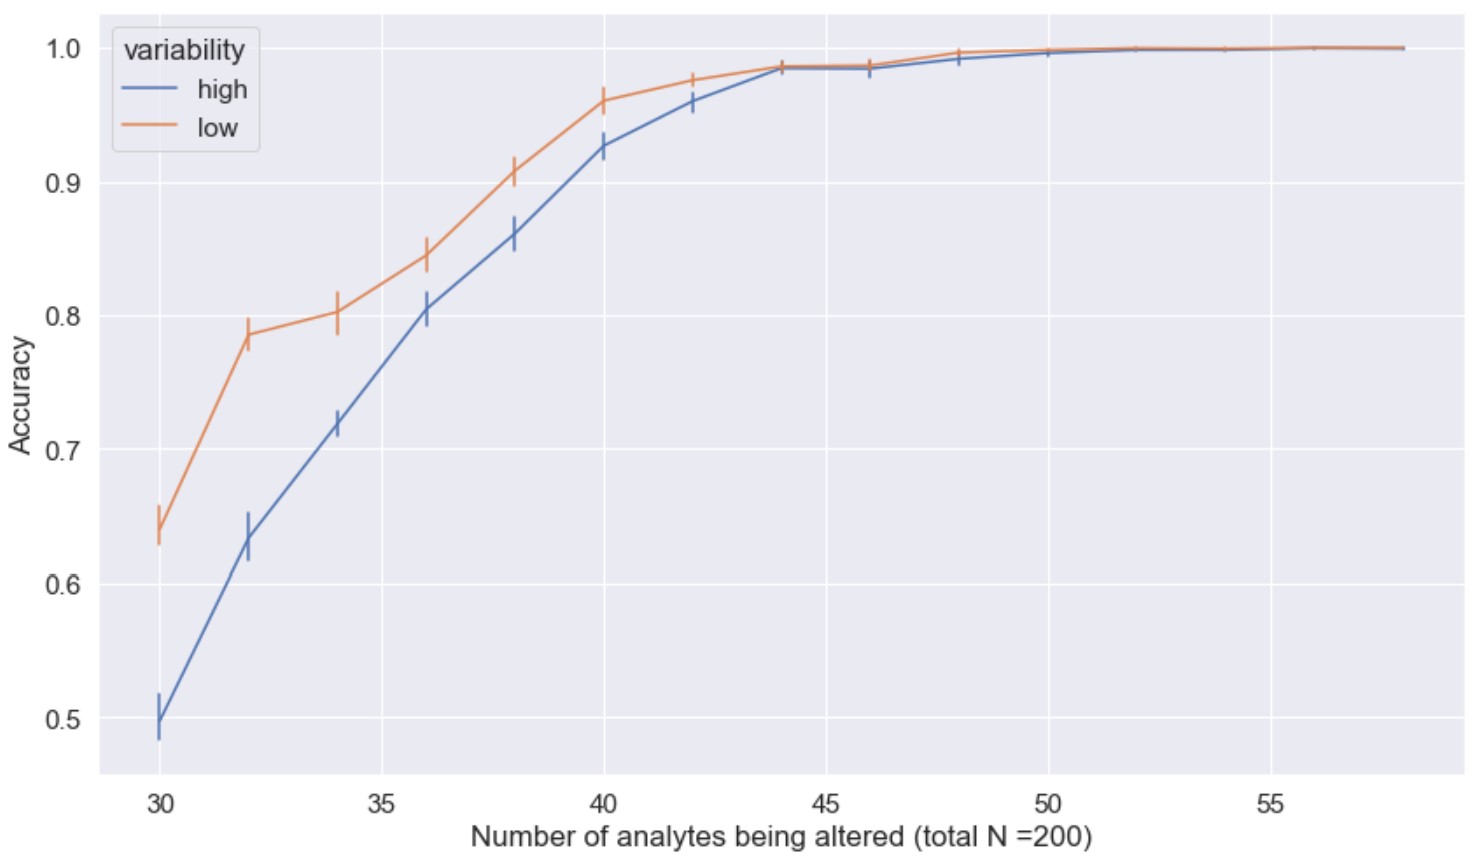 variability
high
low
1.0
0.9
0.8
0.7
0.6
0.5
Accuracy
30 35 40 45 50 55
Number of analytes being altered (total N =200)